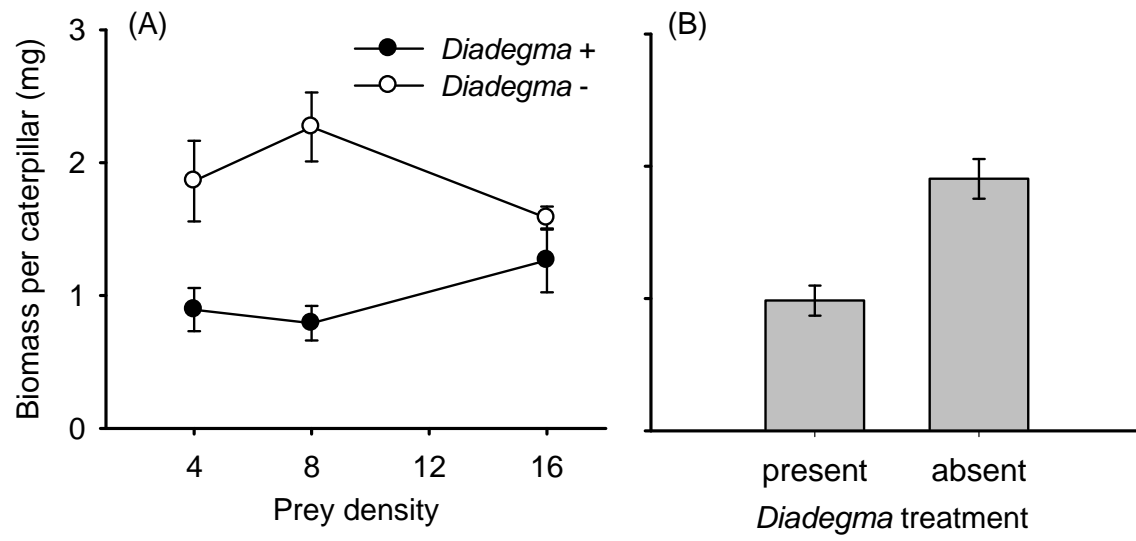 (A)
Diadegma +
Diadegma -
Biomass per caterpillar (mg)
3
2
1
0
4 8 12 16
Prey density
(B)
present absent
Diadegma treatment